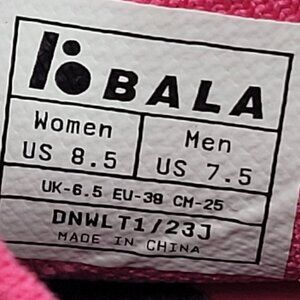 BALA
Women
US 8.5
Men
US 7.5
UK-6.5 EU-38 CM-25
DNWLT1/23J
MADE IN CHINA